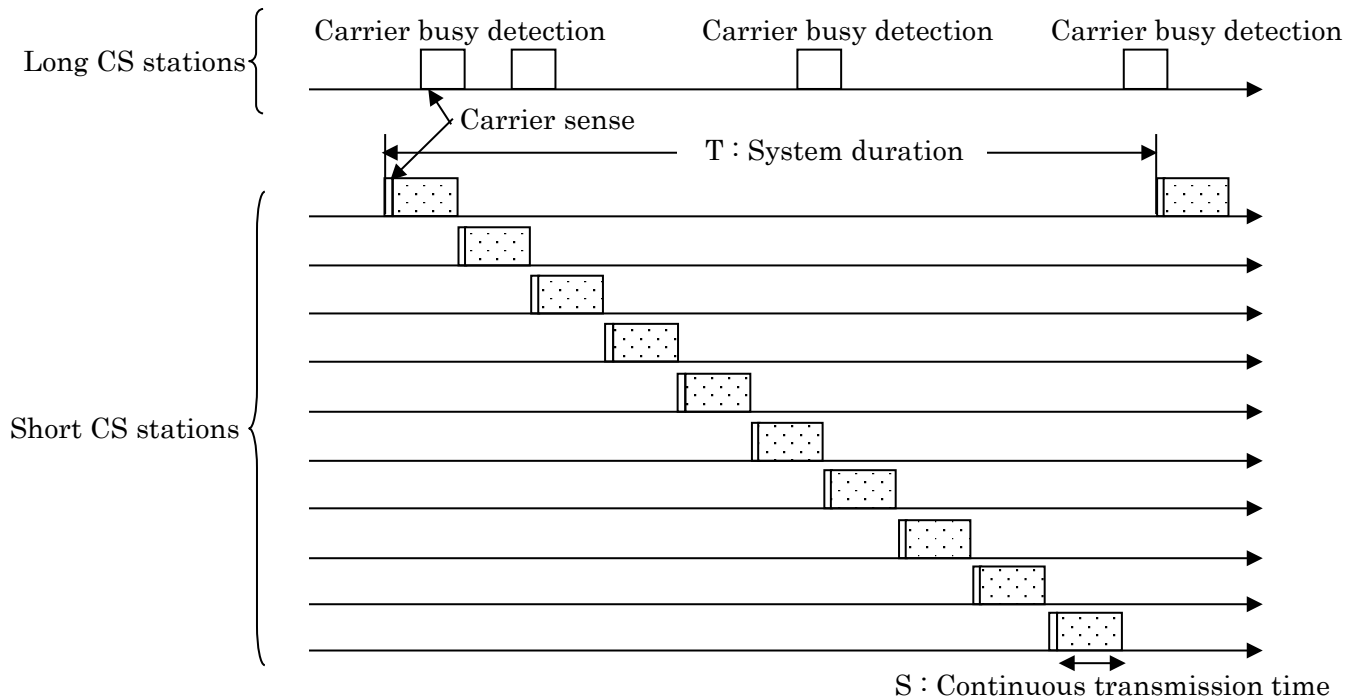 Carrier busy detection
Carrier busy detection
Carrier busy detection
Long CS stations
Carrier sense
T : System duration
Short CS stations
S : Continuous transmission time